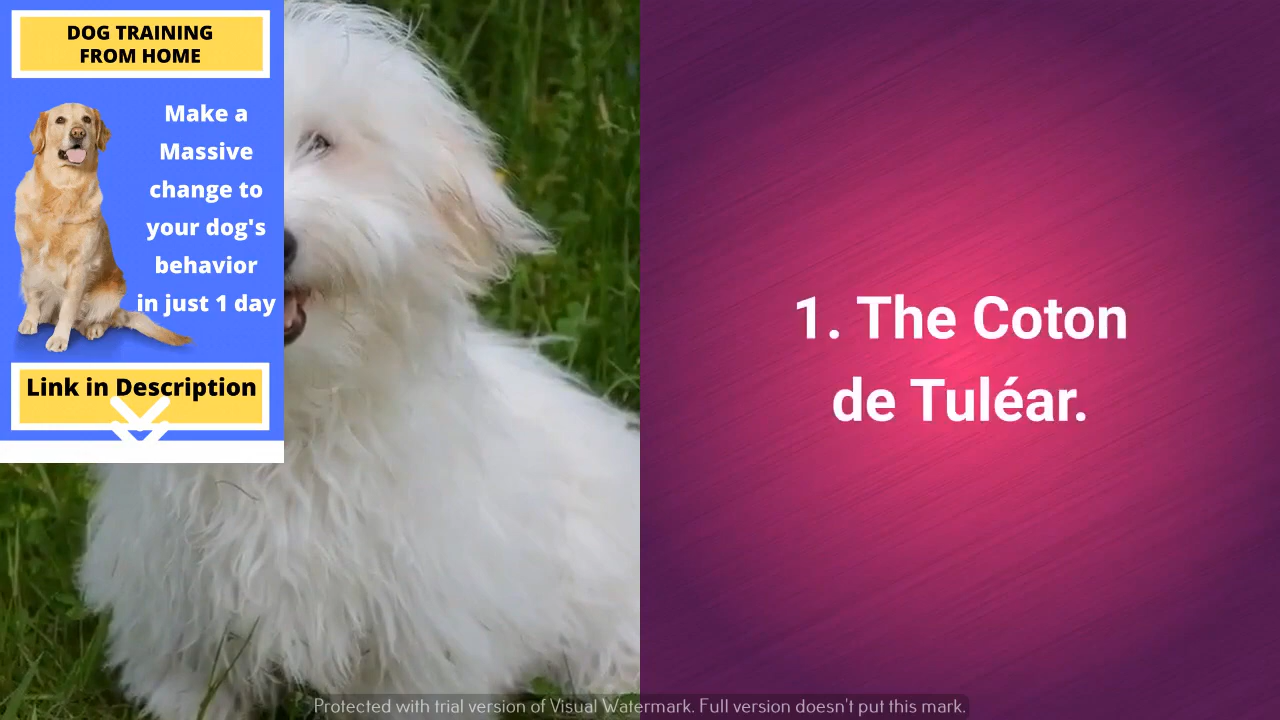 DOG TRAINING
FROM HOME
Make a
Massive
change to
your dog's
behavior
in just 1 day
Link in Description
1. The Coton
de Tuléar.
Protected with trial version of Visual Watermark. Full version doesn't put this mark.